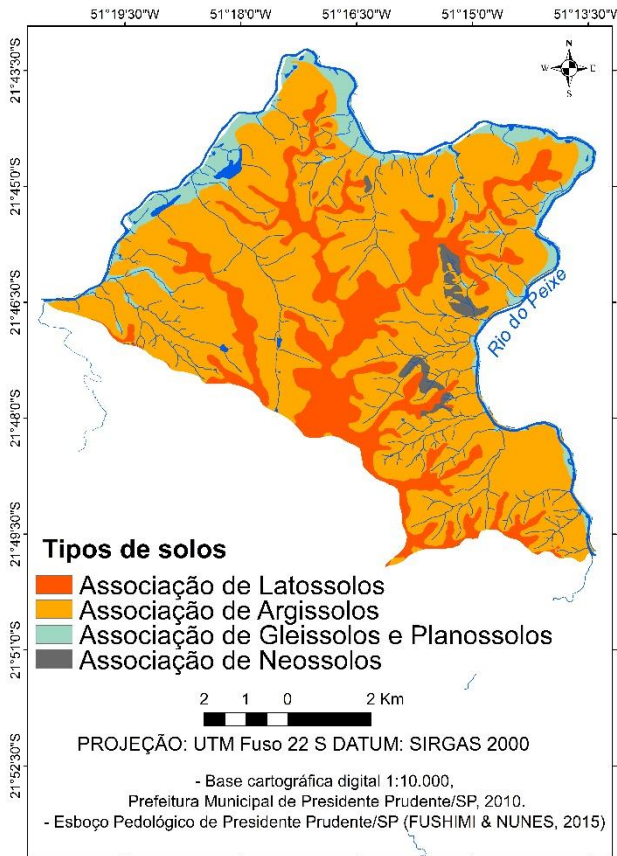 51°19'30"W 51°18'0"W 51°16'30"W 51°15'0"W 51°13'30"W
21°43'30"S
21°45'0"S
21°46'30"S
21°48'0"S
21°49'30"S
21°51'0"S
21°52'30"S
N
W E
S
Rio do Peixe
Tipos de solos
Associação de Latossolos
Associação de Argissolos
Associação de Gleissolos e Planossolos
Associação de Neossolos
2 1 0 2 Km
PROJEÇÃO: UTM Fuso 22 S DATUM: SIRGAS 2000
- Base cartográfica digital 1:10.000,
Prefeitura Municipal de Presidente Prudente/SP, 2010.
- Esboço Pedológico de Presidente Prudente/SP (FUSHIMI & NUNES, 2015)